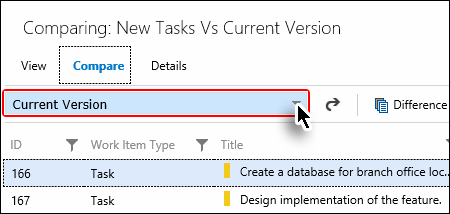 Comparing: New Tasks Vs Current Version
View Compare Details
Current Version Difference
ID Work Item Type Title
166 Task Create a database for branch office loc...
167 Task Design implementation of the feature.